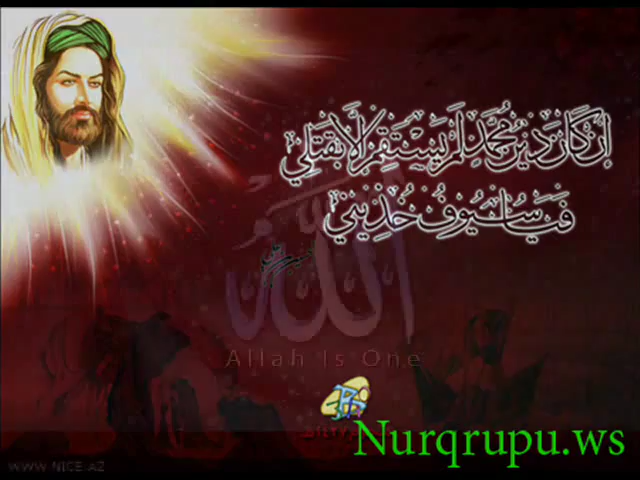 إن كان دين محمد لم يستقم إلا بقتلي
فيا سيوف خذيني
الله
Allah Is One
Nurqrupu.ws
WWW.NICE.AZ